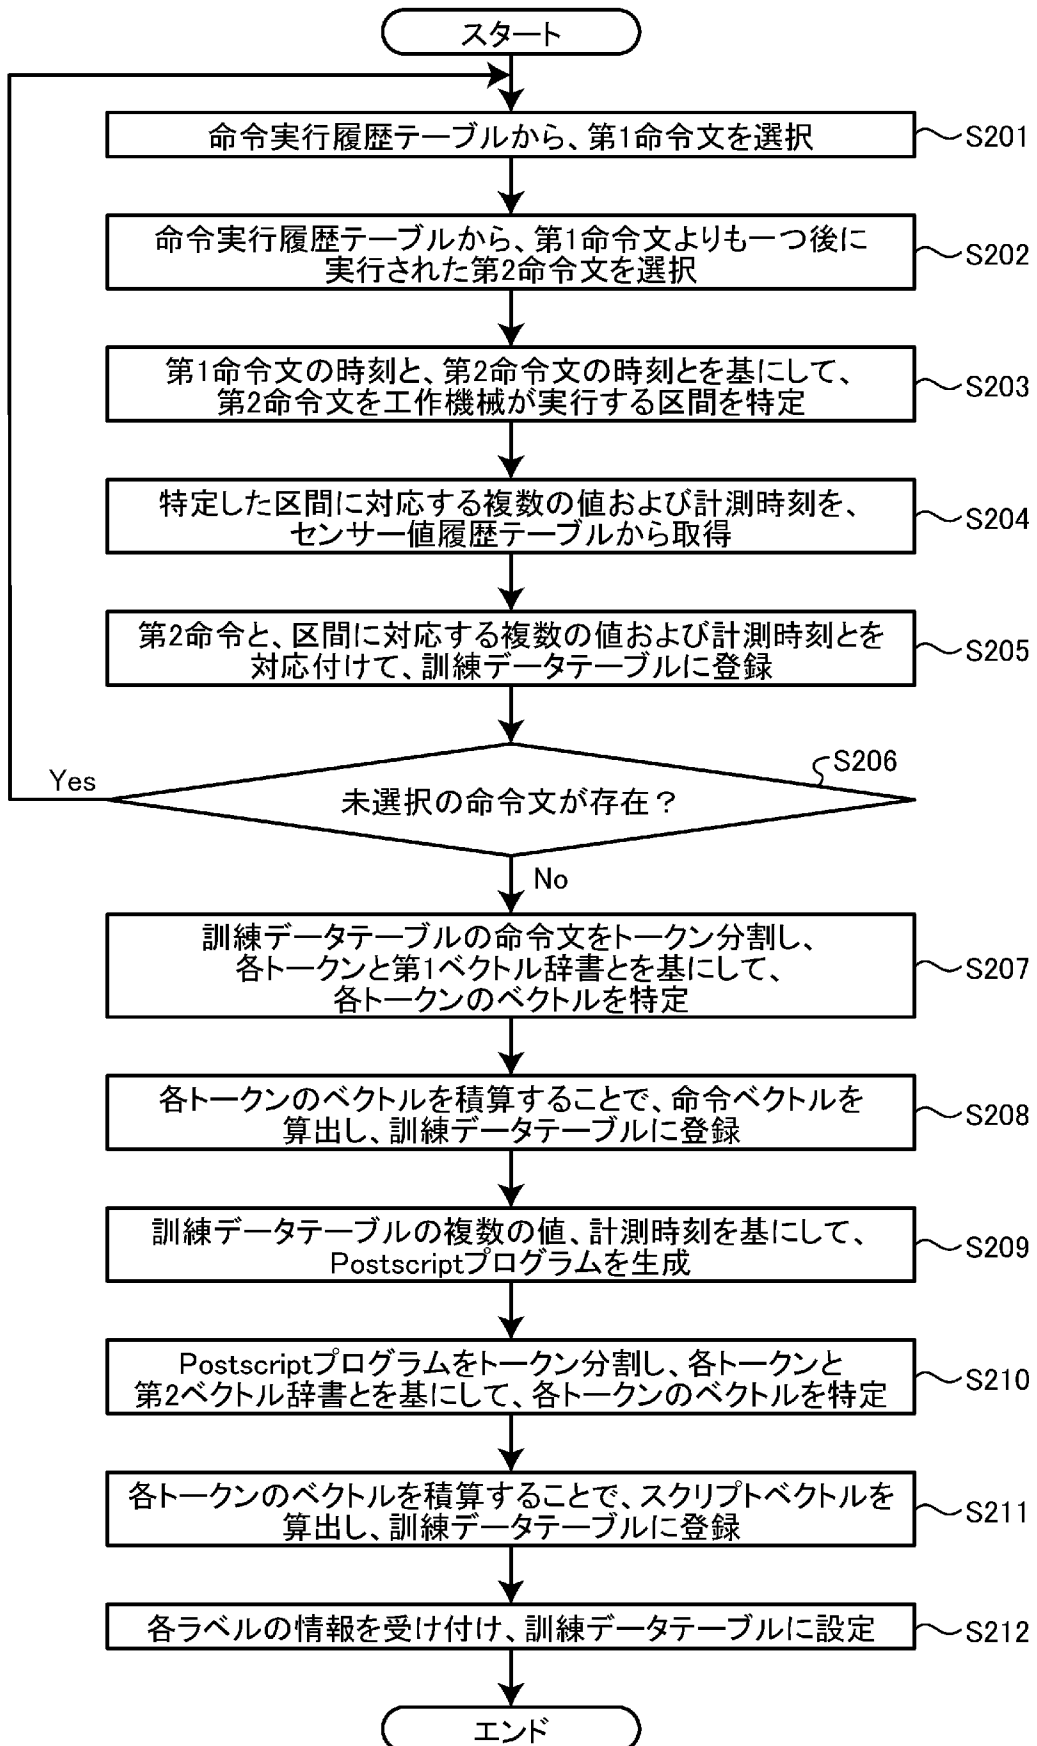 スタート
命令実行履歴テーブルから、第1命令文を選択
S201
命令実行履歴テーブルから、第1命令文よりも一つ後に
実行された第2命令文を選択
S202
第1命令文の時刻と、第2命令文の時刻とを基にして、
第2命令文を工作機械が実行する区間を特定
S203
特定した区間に対応する複数の値および計測時刻を、
センサー値履歴テーブルから取得
S204
第2命令と、区間に対応する複数の値および計測時刻とを
対応付けて、訓練データテーブルに登録
S205
S206
Yes
未選択の命令文が存在？
No
訓練データテーブルの命令文をトークン分割し、
各トークンと第1ベクトル辞書とを基にして、
各トークンのベクトルを特定
S207
各トークンのベクトルを積算することで、命令ベクトルを
算出し、訓練データテーブルに登録
S208
訓練データテーブルの複数の値、計測時刻を基にして、
Postscriptプログラムを生成
S209
Postscriptプログラムをトークン分割し、各トークンと
第2ベクトル辞書とを基にして、各トークンのベクトルを特定
S210
各トークンのベクトルを積算することで、スクリプトベクトルを
算出し、訓練データテーブルに登録
S211
各ラベルの情報を受け付け、訓練データテーブルに設定
S212
エンド